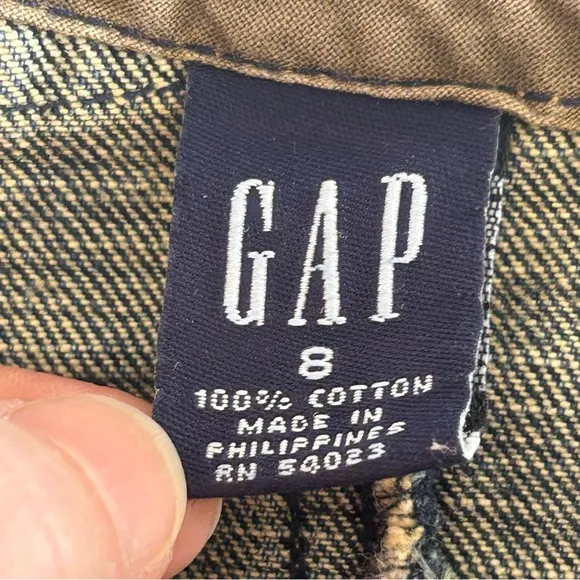 GAP
8
100% COTTON
MADE IN
PHILIPPINES
RN 54023